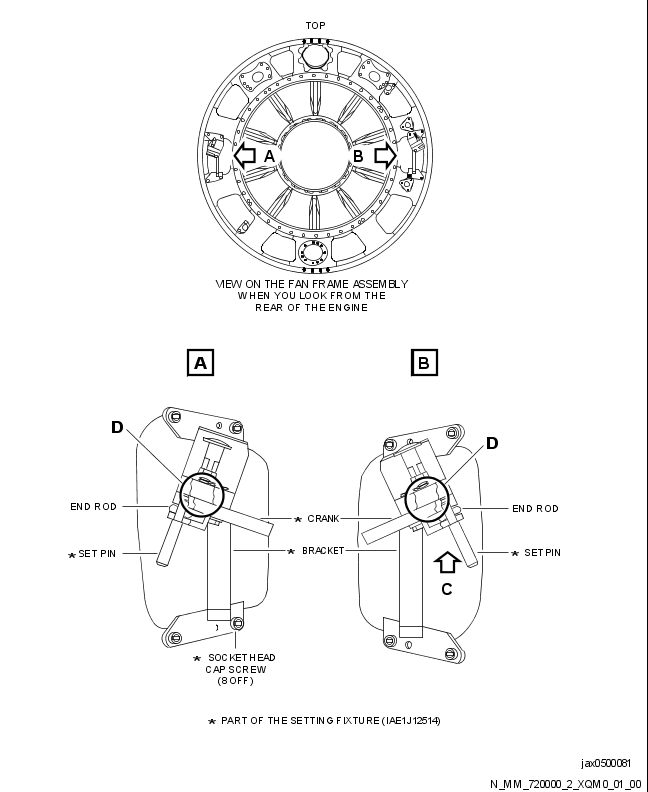 TOP
A B
VIEW ON THE FAN FRAME ASSEMBLY
WHEN YOU LOOK FROM THE
REAR OF THE ENGINE
A B
D D
END ROD END ROD
* CRANK
* SET PIN * BRACKET * SET PIN
C
* SOCKET HEAD
CAP SCREW
(8 OFF)
* PART OF THE SETTING FIXTURE (IAE1J12514)
jax0500081
N_MM_720000_2_XQM0_01_00